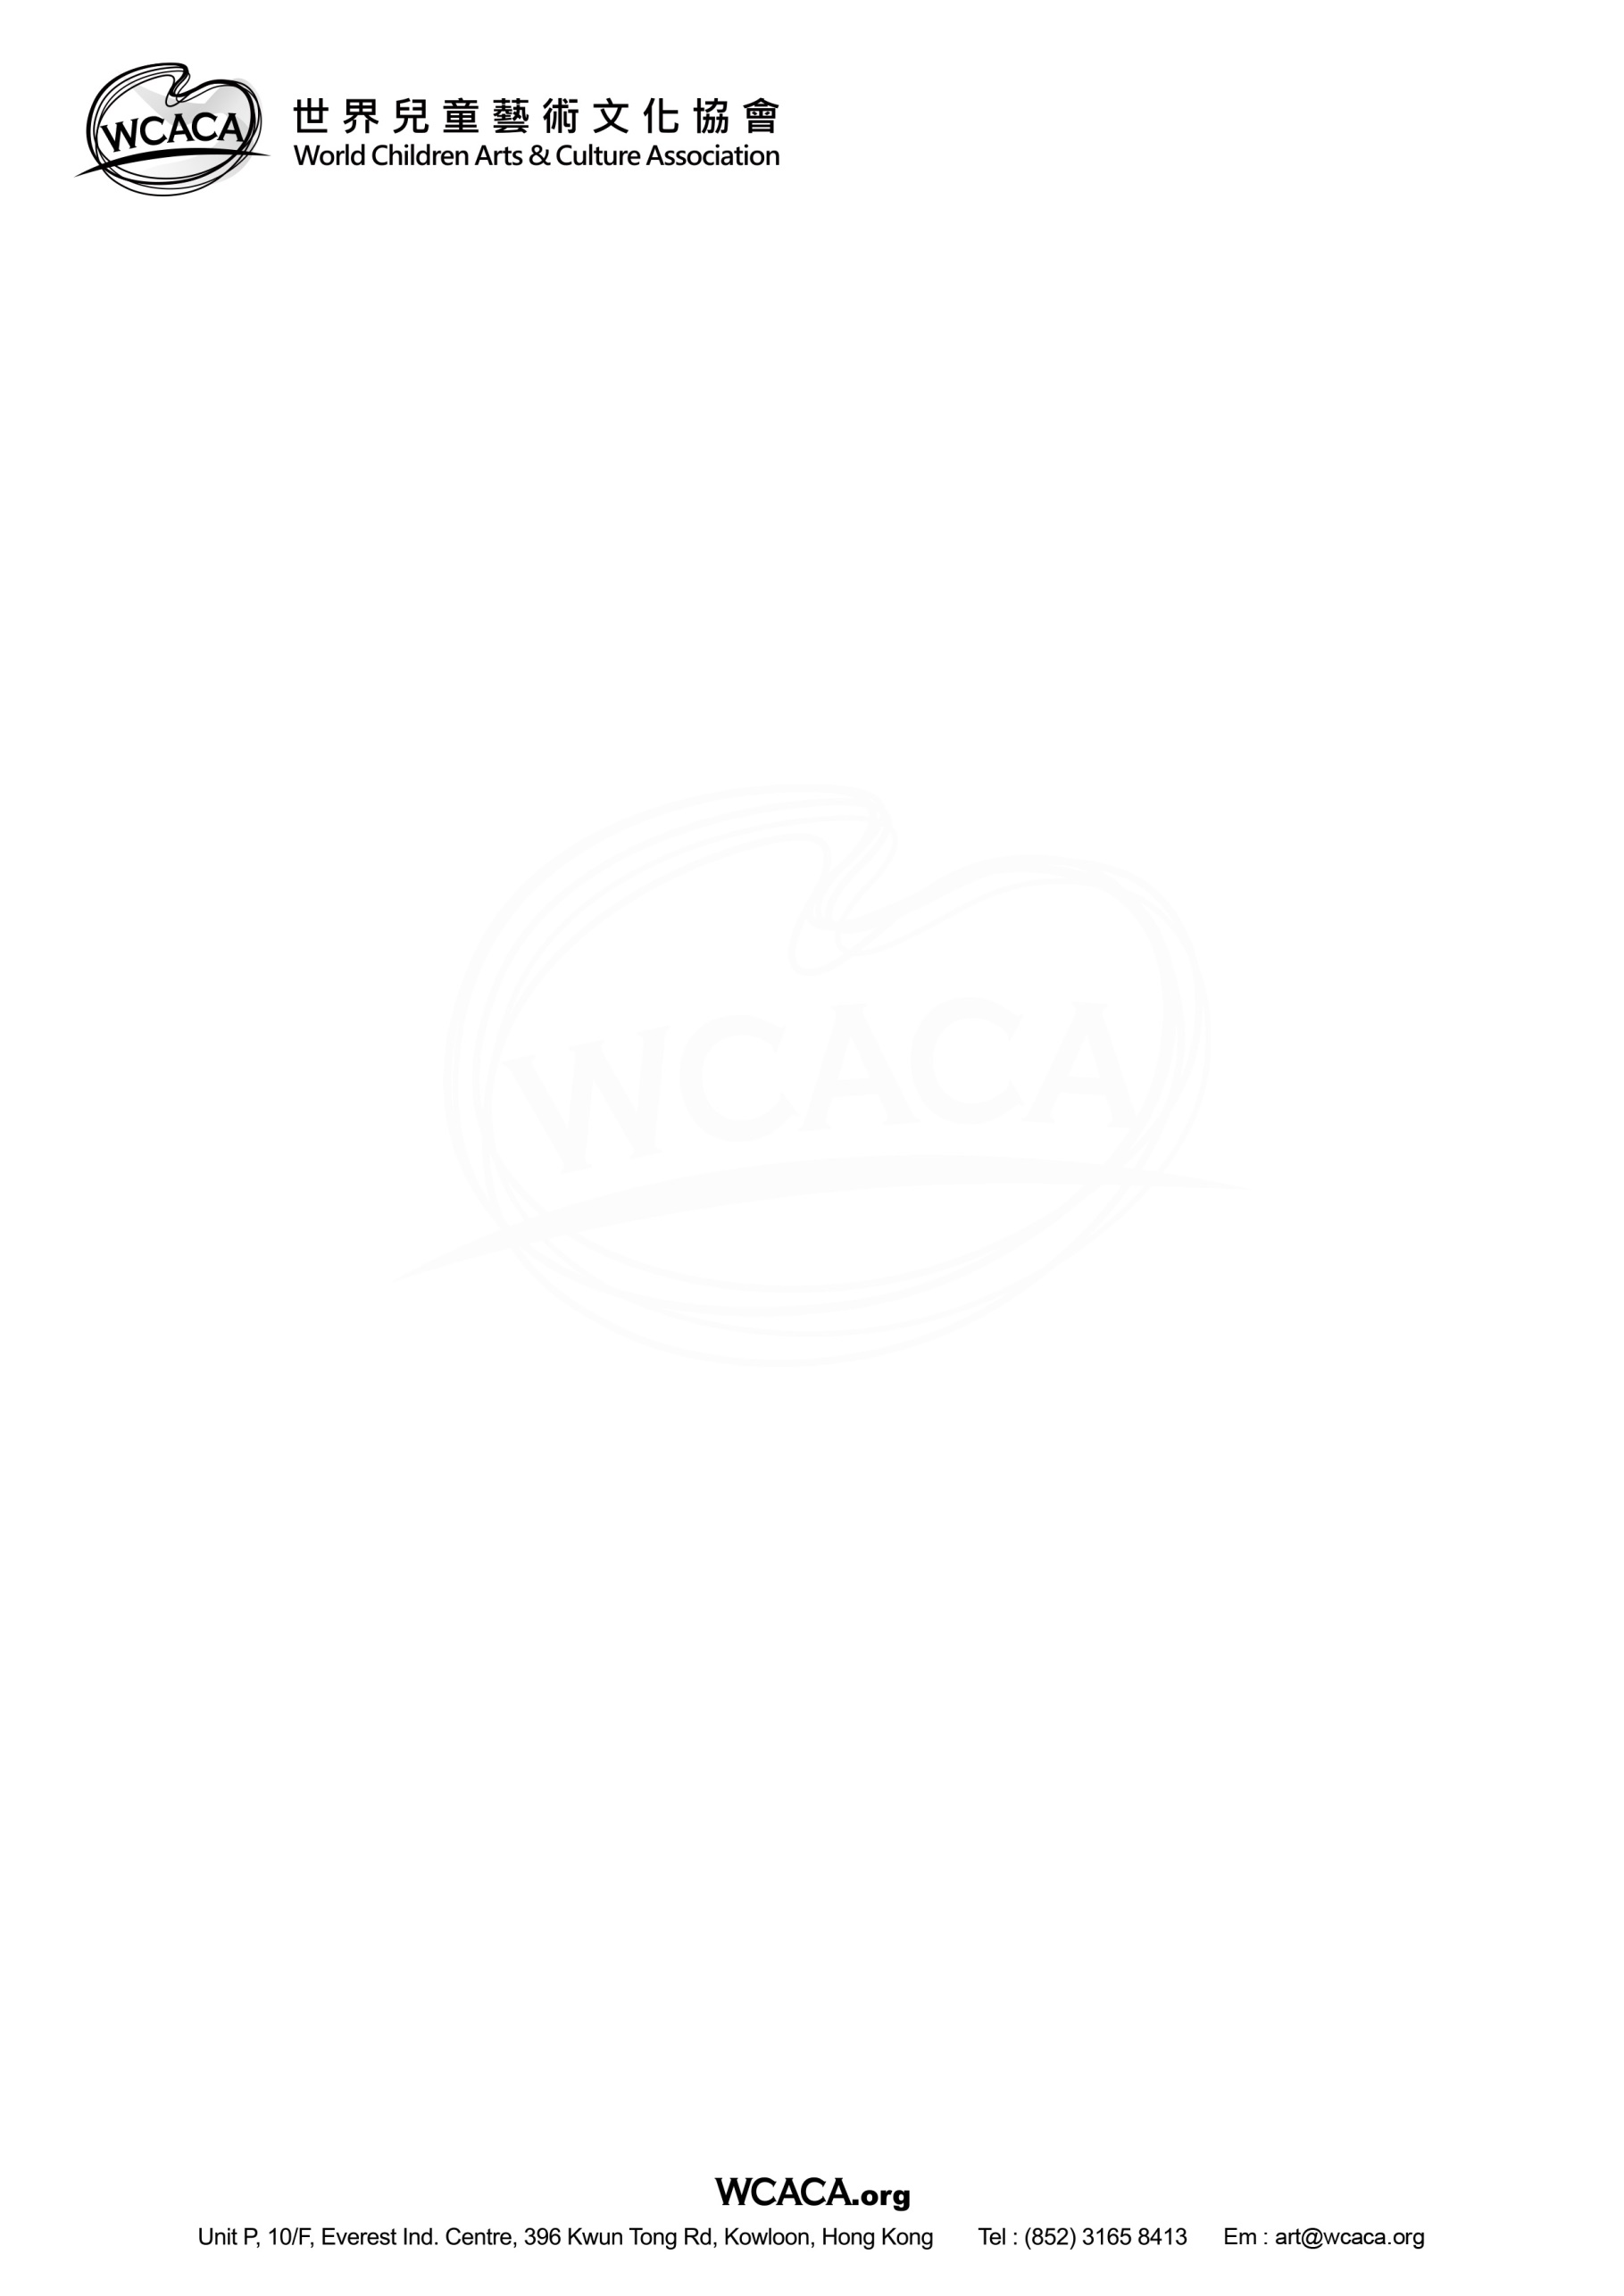 WCACA
世界兒童藝術文化協會
World Children Arts & Culture Association
WCACA
WCACA.org
Unit P, 10/F, Everest Ind. Centre, 396 Kwun Tong Rd, Kowloon, Hong Kong Tel : (852) 3165 8413 Em : art@wcaca.org